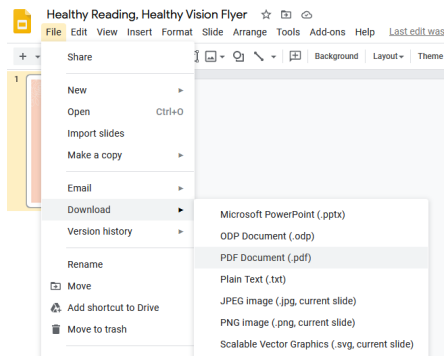 Healthy Reading, Healthy Vision Flyer
File Edit View Insert Format Slide Arrange Tools Add-ons Help Last edit was
Background Layout Theme
1
Share
New
Open Ctrl+O
Import slides
Make a copy
Email
Download
Version history
Rename
Move
Add shortcut to Drive
Move to trash
Microsoft PowerPoint (.pptx)
ODP Document (.odp)
PDF Document (.pdf)
Plain Text (.txt)
JPEG image (.jpg, current slide)
PNG image (.png, current slide)
Scalable Vector Graphics (.svg, current slide)